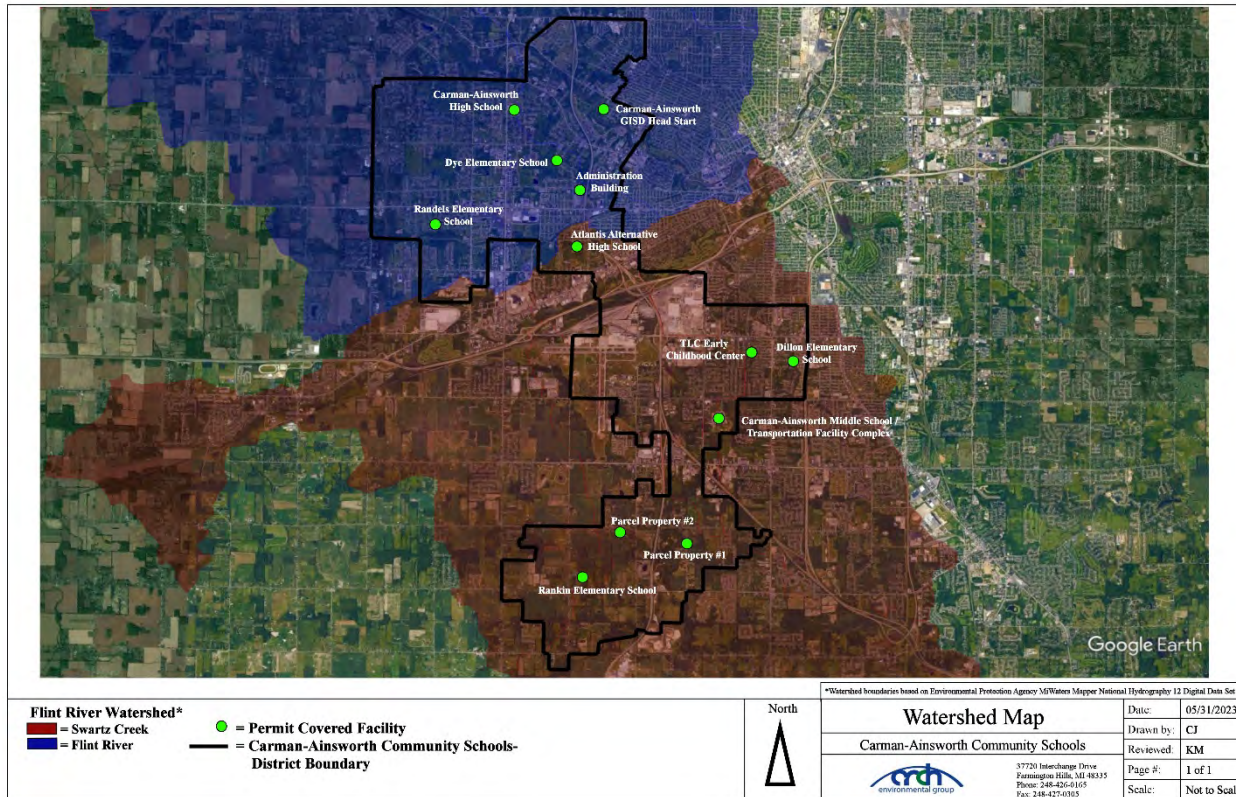 Carman-Ainsworth
High School
Carman-Ainsworth
GISD Head Start
Dye Elementary School
Administration
Building
Randels Elementary
School
Atlantis Alternative
High School
TLC Early
Childhood Center
Dillon Elementary
School
Carman-Ainsworth Middle School /
Transportation Facility Complex
Parcel Property #2
Parcel Property #1
Rankin Elementary School
Google Earth
*Watershed boundaries based on Environmental Protection Agency MiWaters Mapper National Hydrography 12 Digital Data Set
Flint River Watershed*
= Swartz Creek
= Flint River
= Permit Covered Facility
= Carman-Ainsworth Community Schools-
District Boundary
North
Watershed Map
Carman-Ainsworth Community Schools
arch
environmental group
37720 Interchange Drive
Farmington Hills, MI 48335
Phone: 248-426-0165
Fax: 248-427-0305
Date: 05/31/2023
Drawn by: CJ
Reviewed: KM
Page #: 1 of 1
Scale: Not to Scal